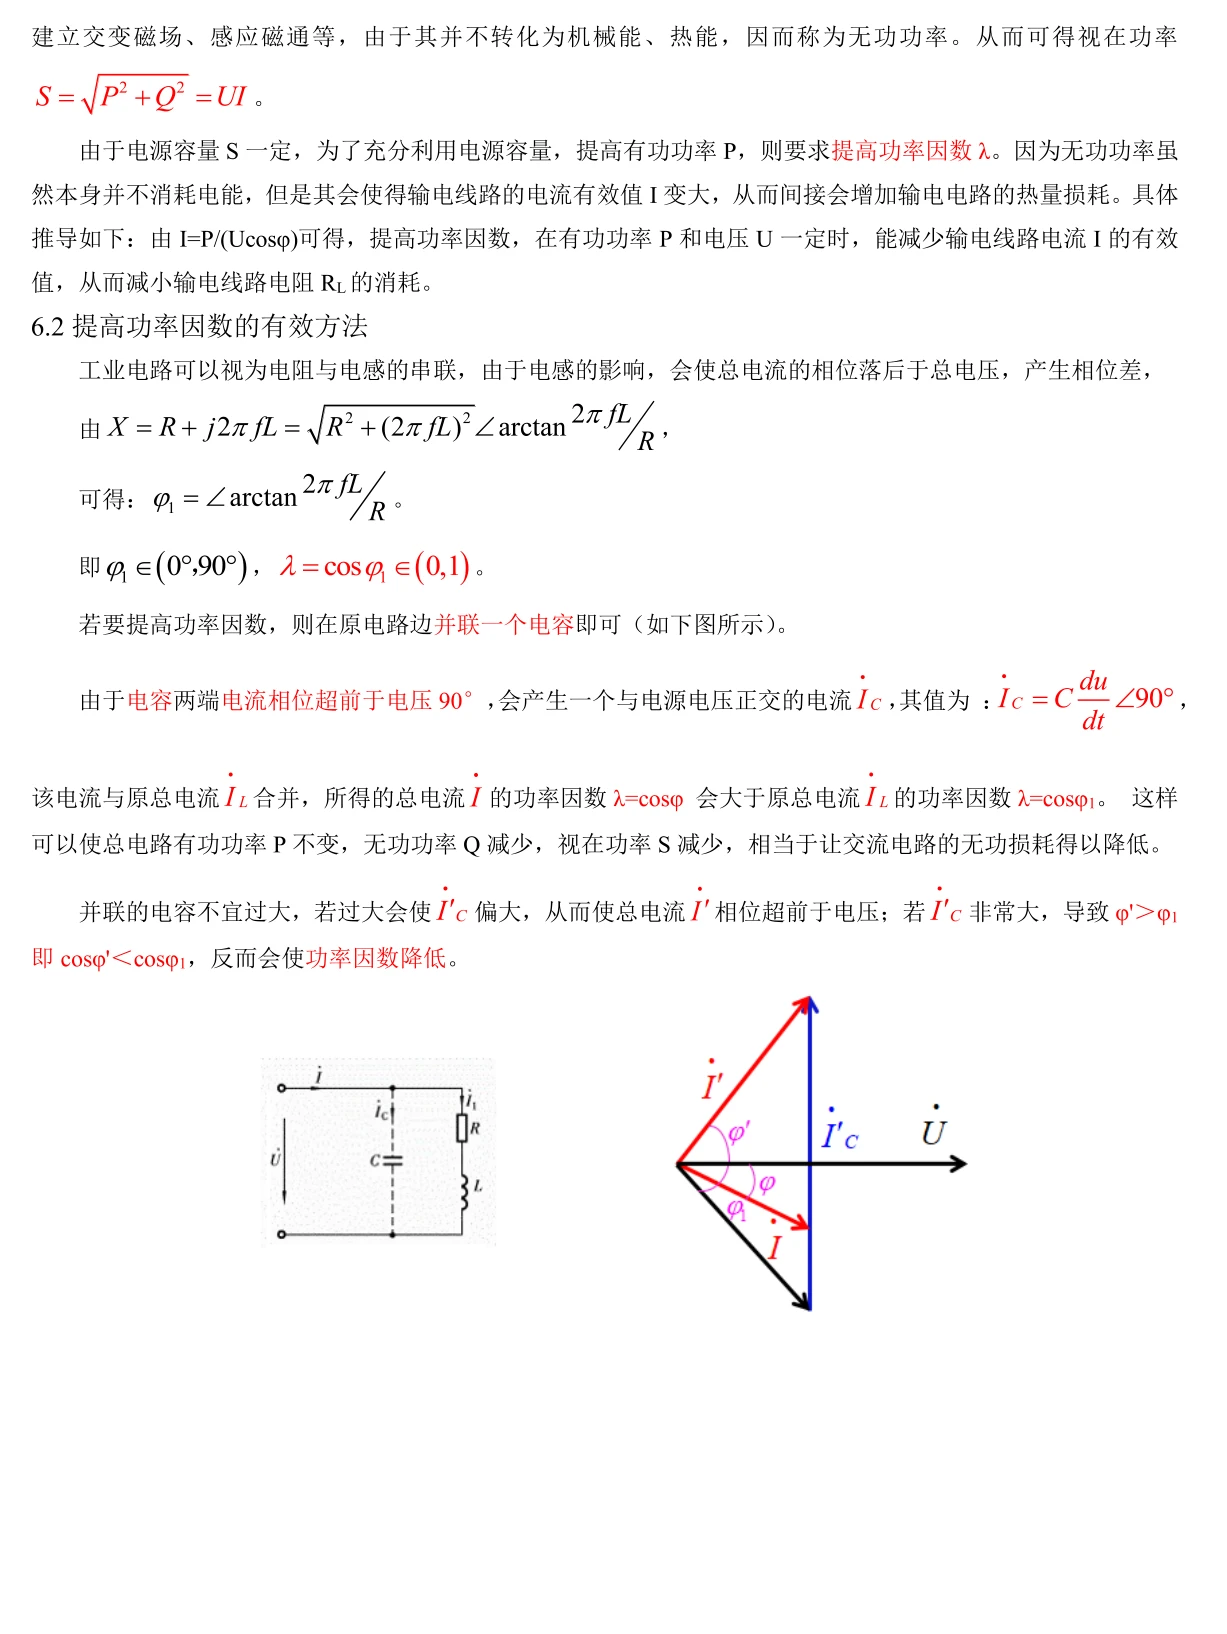 建立交变磁场、感应磁通等，由于其并不转化为机械能、热能，因而称为无功功率。从而可得视在功率
S=√(P²+Q²)=UI。
由于电源容量 S 一定，为了充分利用电源容量，提高有功功率 P，则要求提高功率因数 λ。因为无功功率虽
然本身并不消耗电能，但是其会使得输电线路的电流有效值 I 变大，从而间接会增加输电电路的热量损耗。具体
推导如下：由 I=P/(Ucosφ)可得，提高功率因数，在有功功率 P 和电压 U 一定时，能减少输电线路电流 I 的有效
值，从而减小输电线路电阻 R_L 的消耗。
6.2 提高功率因数的有效方法
工业电路可以视为电阻与电感的串联，由于电感的影响，会使总电流的相位落后于总电压，产生相位差，
由 X = R + j2πfL = √(R²+(2πfL)²)∠arctan 2πfL/R，
可得：φ₁ = ∠arctan 2πfL/R。
即φ₁∈(0°,90°)，λ=cosφ₁∈(0,1)。
若要提高功率因数，则在原电路边并联一个电容即可（如下图所示）。
由于电容两端电流相位超前于电压 90°，会产生一个与电源电压正交的电流 İ_C，其值为：İ_C = C du/dt ∠90°，
该电流与原总电流 İ_L 合并，所得的总电流 İ 的功率因数 λ=cosφ 会大于原总电流 İ_L 的功率因数 λ=cosφ₁。 这样
可以使总电路有功功率 P 不变，无功功率 Q 减少，视在功率 S 减少，相当于让交流电路的无功损耗得以降低。
并联的电容不宜过大，若过大会使 İ'_C 偏大，从而使总电流 İ' 相位超前于电压；若 İ'_C 非常大，导致 φ'＞φ₁
即 cosφ'＜cosφ₁，反而会使功率因数降低。
İ
İ_C
İ₁
R
U̇
C
L
İ'
φ'
İ'_C
U̇
φ
φ₁
İ